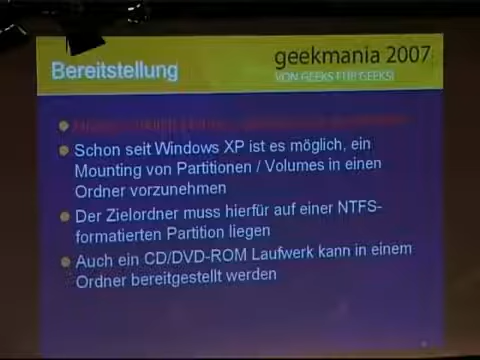 geekmania 2007
VON GEEKS FÜR GEEKS!
Bereitstellung
Schon seit Windows XP ist es möglich, ein
Mounting von Partitionen / Volumes in einen
Ordner vorzunehmen
Der Zielordner muss hierfür auf einer NTFS-
formatierten Partition liegen
Auch ein CD/DVD-ROM Laufwerk kann in einem
Ordner bereitgestellt werden